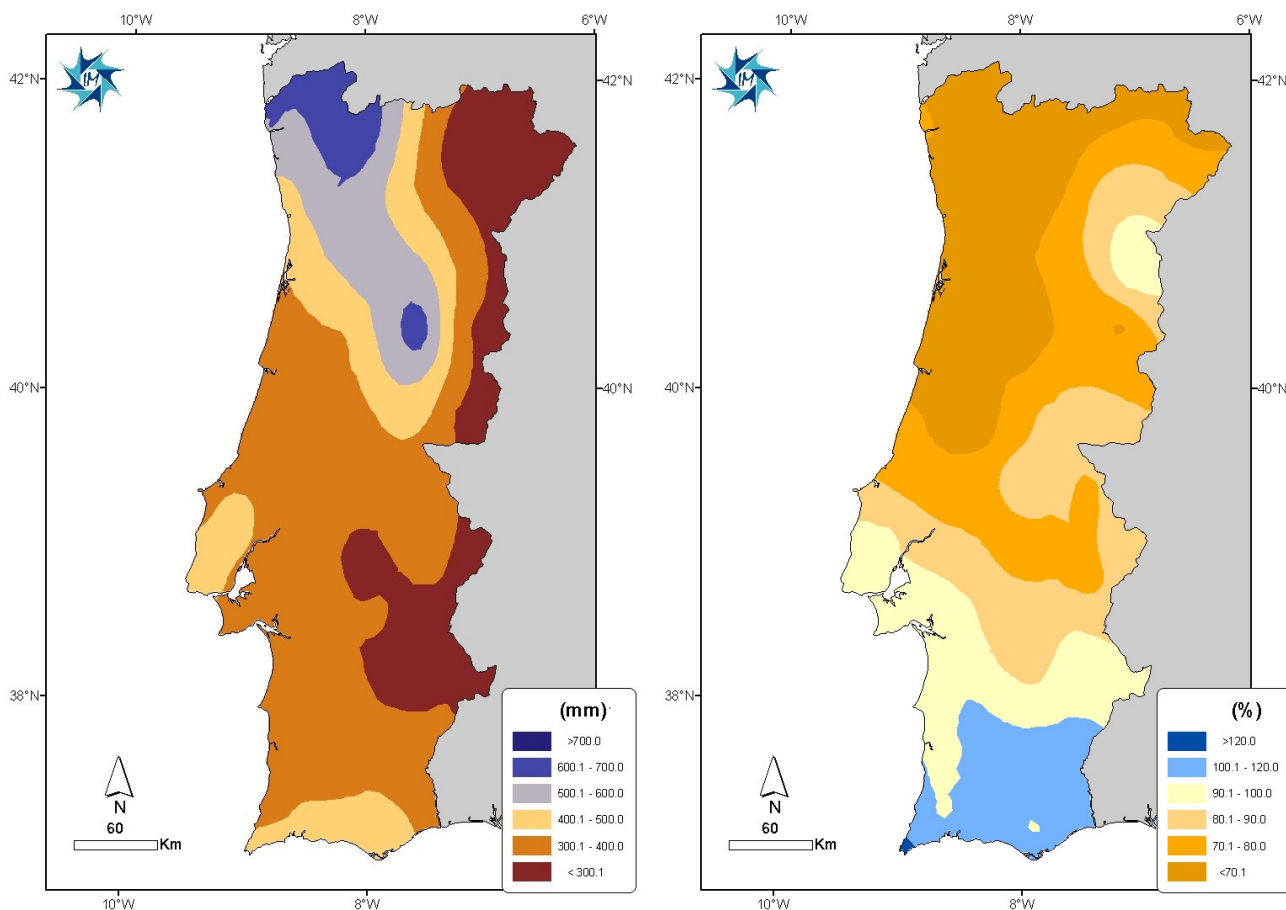 10°W 8°W 6°W
42°N 42°N
IM
40°N 40°N
38°N
(mm)
>700.0
600.1 - 700.0
500.1 - 600.0
400.1 - 500.0
300.1 - 400.0
< 300.1
N
60
Km
10°W 8°W
10°W 8°W 6°W
42°N 42°N
IM
40°N 40°N
38°N
(%)
>120.0
100.1 - 120.0
90.1 - 100.0
80.1 - 90.0
70.1 - 80.0
<70.1
N
60
Km
10°W 8°W